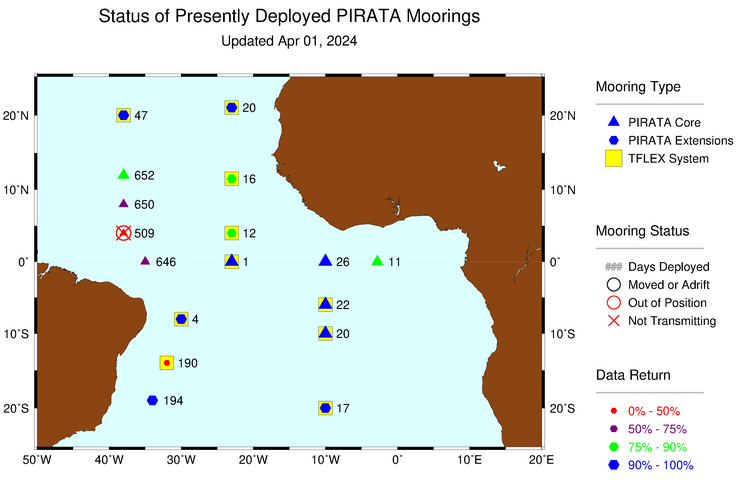 Status of Presently Deployed PIRATA Moorings
Updated Apr 01, 2024
20°N
10°N
0°
10°S
20°S
20°N
10°N
0°
10°S
20°S
50°W
40°W
30°W
20°W
10°W
0°
10°E
20°E
47
20
652
16
650
509
12
646
1
26
11
4
22
20
190
194
17
Mooring Type
PIRATA Core
PIRATA Extensions
TFLEX System
Mooring Status
Days Deployed
Moved or Adrift
Out of Position
Not Transmitting
Data Return
0% - 50%
50% - 75%
75% - 90%
90% - 100%